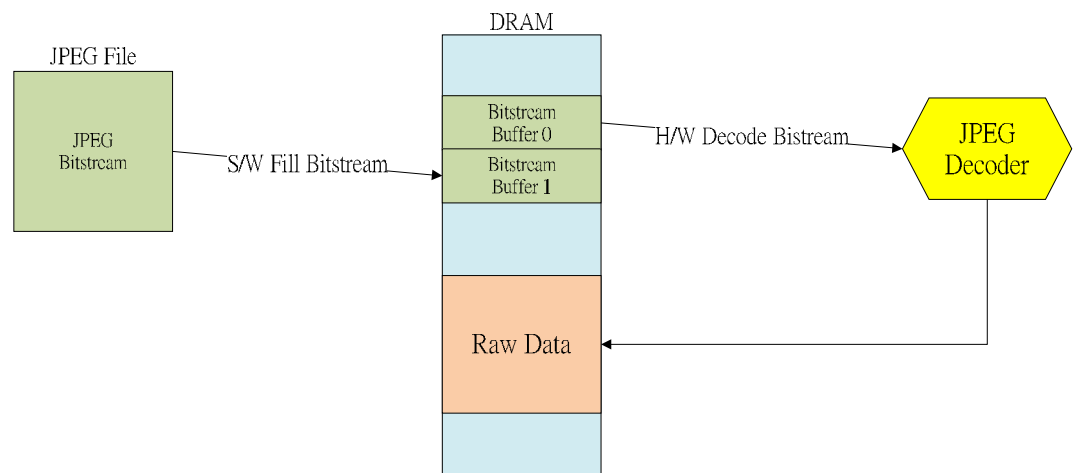 DRAM
JPEG File
JPEG
Bitstream
S/W Fill Bitstream
Bitstream
Buffer 0
Bitstream
Buffer 1
H/W Decode Bistream
JPEG
Decoder
Raw Data